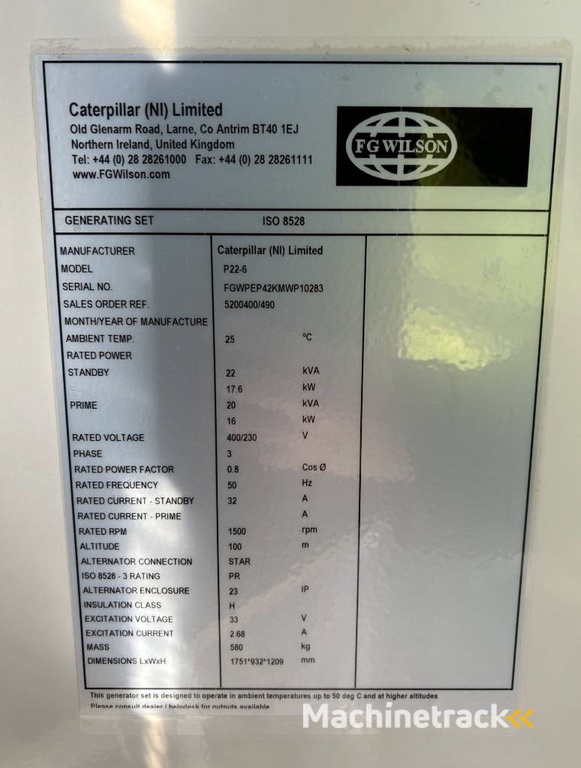 Caterpillar (NI) Limited
Old Glenarm Road, Larne, Co Antrim BT40 1EJ
Northern Ireland, United Kingdom
Tel: +44 (0) 28 28261000 Fax: +44 (0) 28 28261111
www.FGWilson.com
FG WILSON
GENERATING SET ISO 8528
MANUFACTURER Caterpillar (NI) Limited
MODEL P22-6
SERIAL NO. FGWPEP42KMWP10283
SALES ORDER REF. 5200400/490
MONTH/YEAR OF MANUFACTURE
AMBIENT TEMP. 25 °C
RATED POWER
STANDBY 22 kVA
17.6 kW
PRIME 20 kVA
16 kW
RATED VOLTAGE 400/230 V
PHASE 3
RATED POWER FACTOR 0.8 Cos Ø
RATED FREQUENCY 50 Hz
RATED CURRENT - STANDBY 32 A
RATED CURRENT - PRIME A
RATED RPM 1500 rpm
ALTITUDE 100 m
ALTERNATOR CONNECTION STAR
ISO 8528 - 3 RATING PR
ALTERNATOR ENCLOSURE 23 IP
INSULATION CLASS H
EXCITATION VOLTAGE 33 V
EXCITATION CURRENT 2.68 A
MASS 580 kg
DIMENSIONS LxWxH 1751*932*1209 mm
This generator set is designed to operate in ambient temperatures up to 50 deg C and at higher altitudes
Please consult dealer / helpdesk for outputs available
Machinetrack